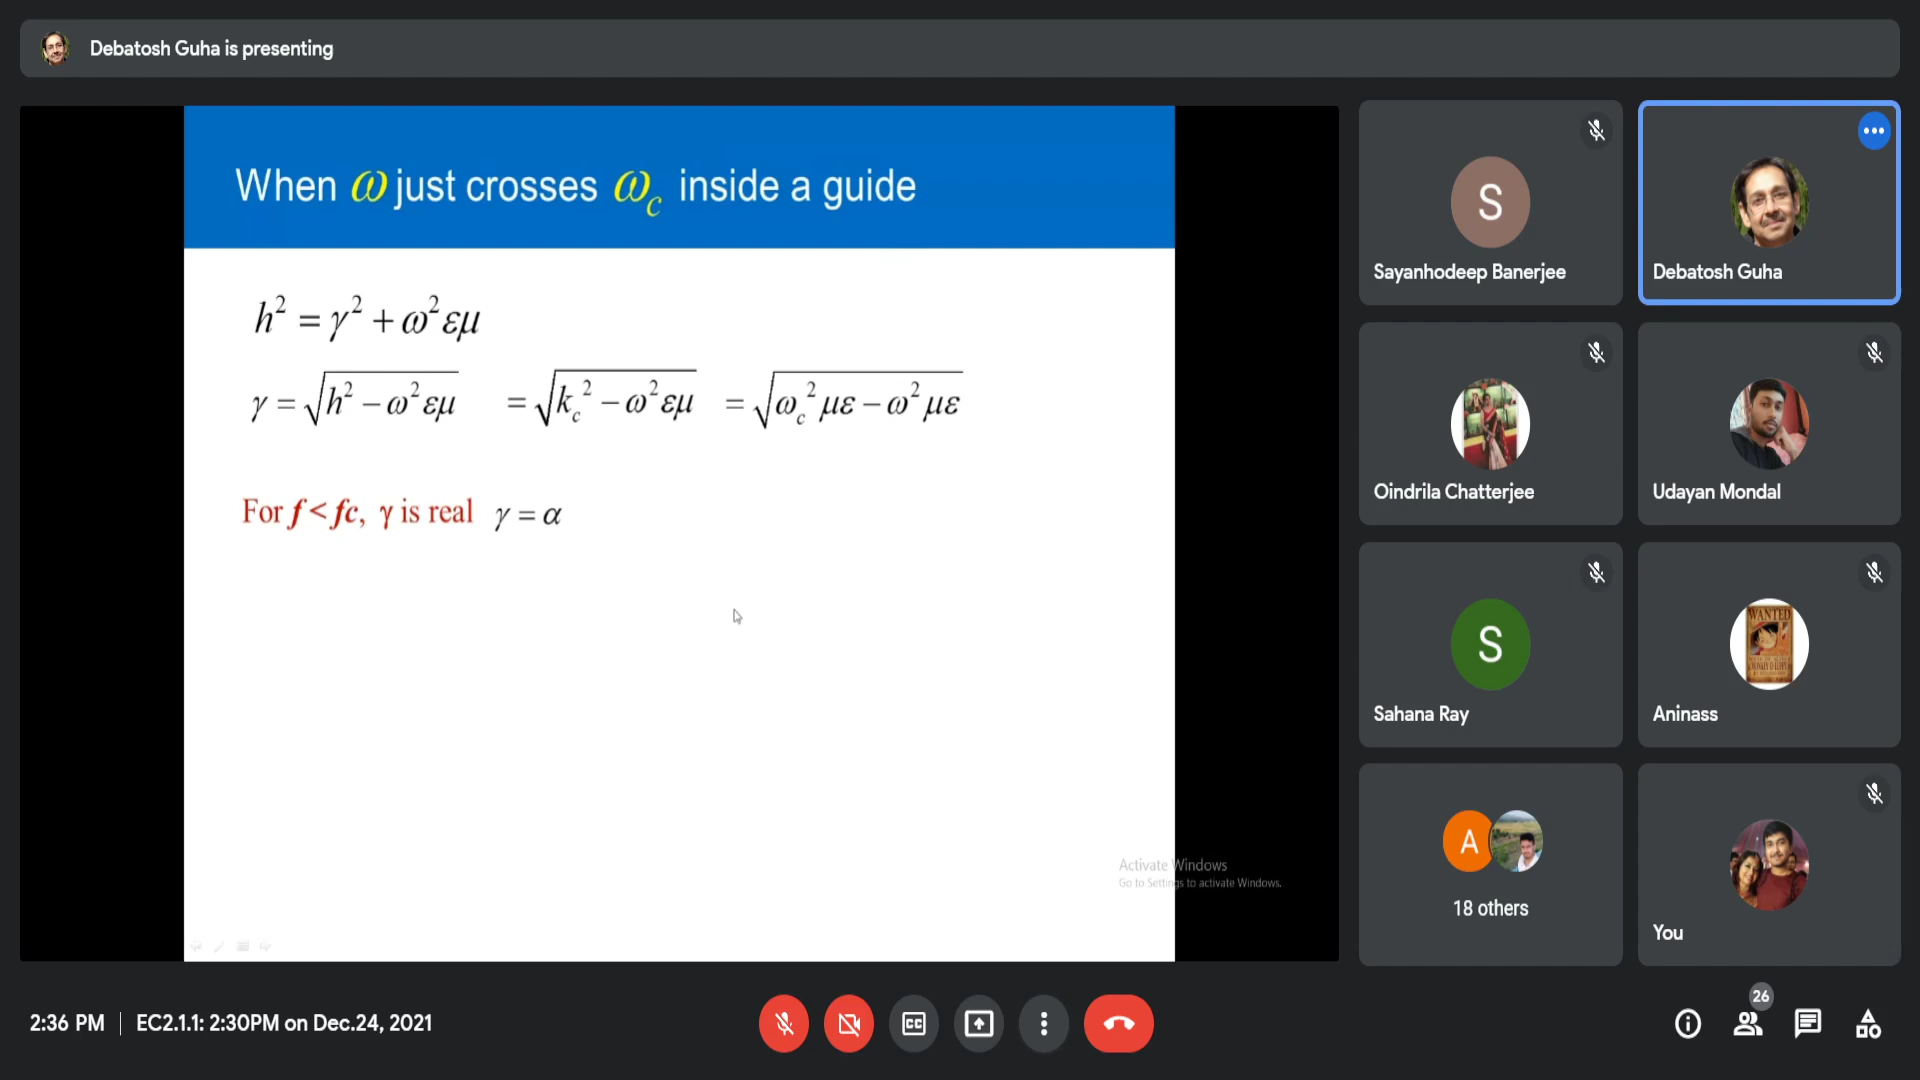 Debatosh Guha is presenting
When ω just crosses ω_c inside a guide
h² = γ² + ω²εμ
γ = √(h² − ω²εμ) = √(k_c² − ω²εμ) = √(ω_c²με − ω²με)
For f < fc, γ is real γ = α
Activate Windows
Go to Settings to activate Windows.
S
Sayanhodeep Banerjee
Debatosh Guha
Oindrila Chatterjee
Udayan Mondal
S
Sahana Ray
WANTED
Aninass
A
18 others
You
2:36 PM | EC2.1.1: 2:30PM on Dec.24, 2021
CC
26